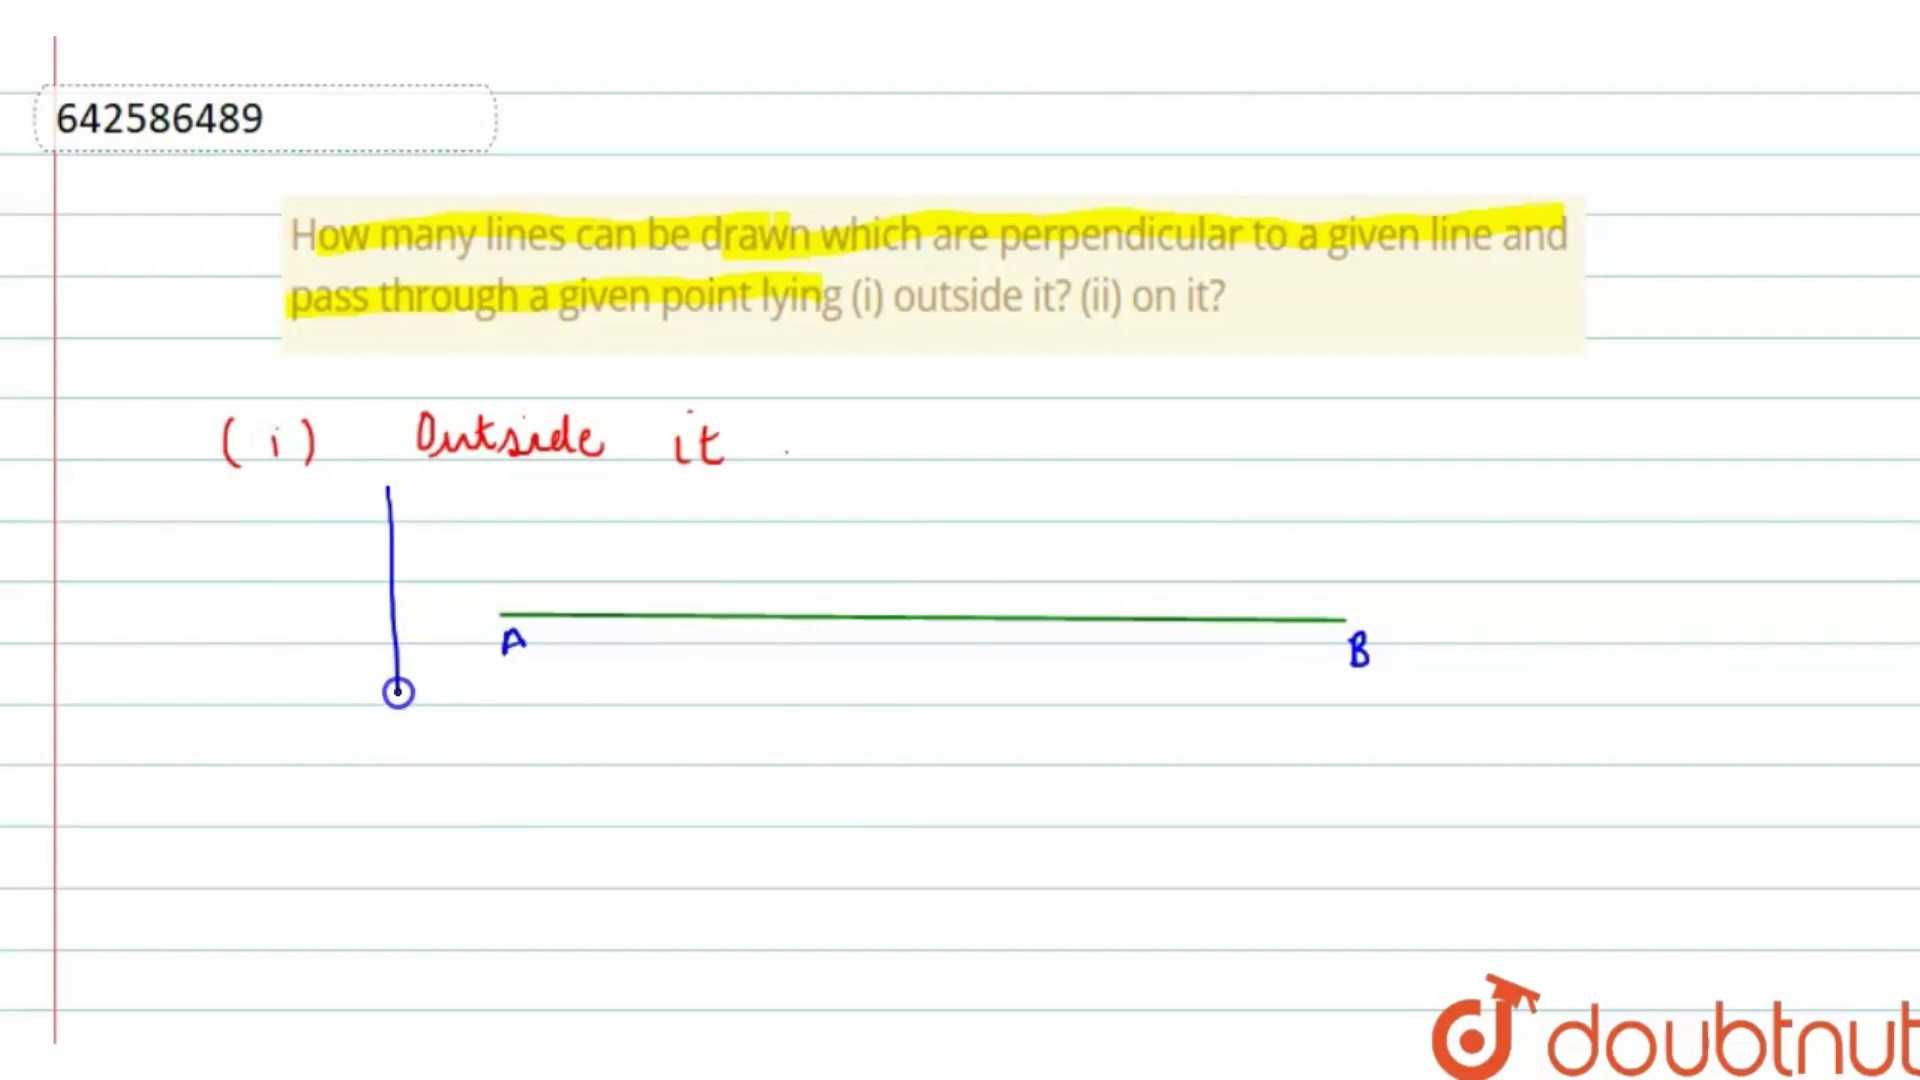 642586489
How many lines can be drawn which are perpendicular to a given line and
pass through a given point lying (i) outside it? (ii) on it?
(i) Outside it
A
B
doubtnut